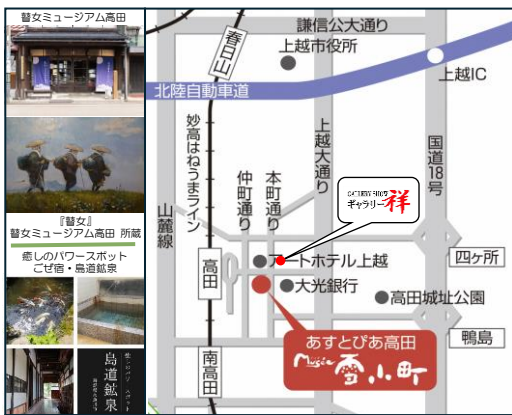 瞽女ミュージアム高田
『瞽女』
瞽女ミュージアム高田 所蔵
癒しのパワースポット
ごぜ宿・島道鉱泉
島道鉱泉
謙信公大通り
春日山
上越市役所
上越IC
北陸自動車道
妙高はねうまライン
上越大通り
国道18号
仲町通り
本町通り
山麓線
ギャラリー祥
高田
アートホテル上越
四ヶ所
大光銀行
高田城址公園
鴨島
あすとぴあ高田
Music
雪小町
南高田